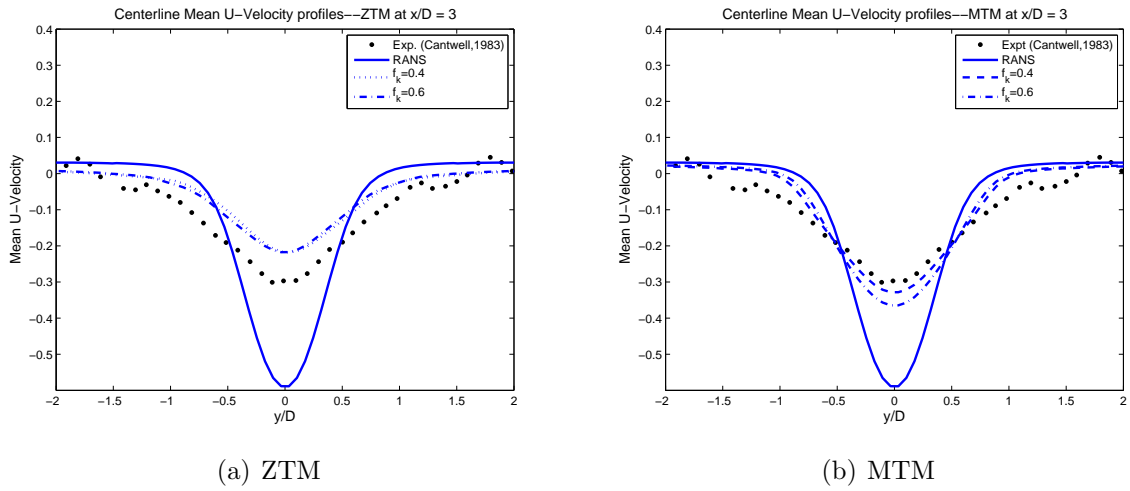 Centerline Mean U−Velocity profiles−−ZTM at x/D = 3
0.4
0.3
0.2
0.1
0
−0.1
−0.2
−0.3
−0.4
−0.5
Mean U−Velocity
Exp. (Cantwell,1983)
RANS
f_k=0.4
f_k=0.6
−2 −1.5 −1 −0.5 0 0.5 1 1.5 2
y/D
(a) ZTM
Centerline Mean U−Velocity profiles−−MTM at x/D = 3
0.4
0.3
0.2
0.1
0
−0.1
−0.2
−0.3
−0.4
−0.5
Mean U−Velocity
Expt (Cantwell,1983)
RANS
f_k=0.4
f_k=0.6
−2 −1.5 −1 −0.5 0 0.5 1 1.5 2
y/D
(b) MTM